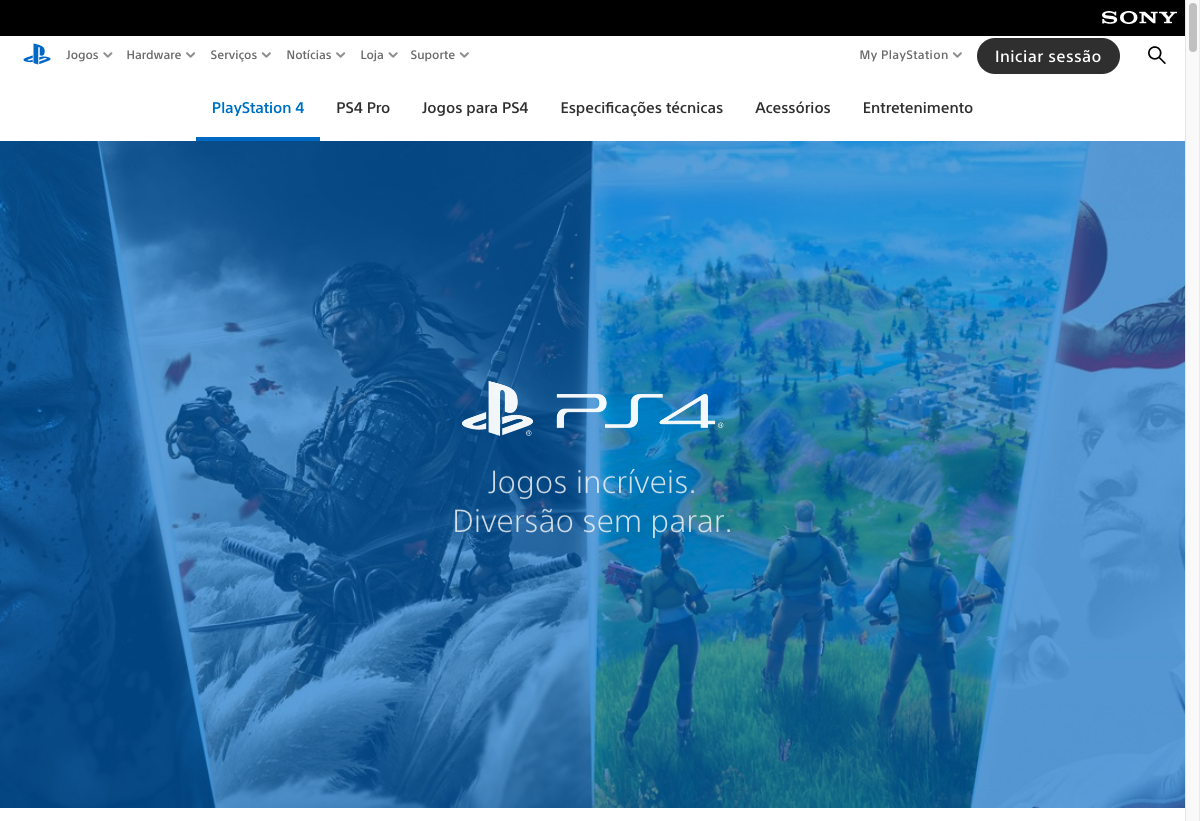 SONY
Jogos Hardware Serviços Notícias Loja Suporte My PlayStation Iniciar sessão
PlayStation 4 PS4 Pro Jogos para PS4 Especificações técnicas Acessórios Entretenimento
PS4
Jogos incríveis.
Diversão sem parar.